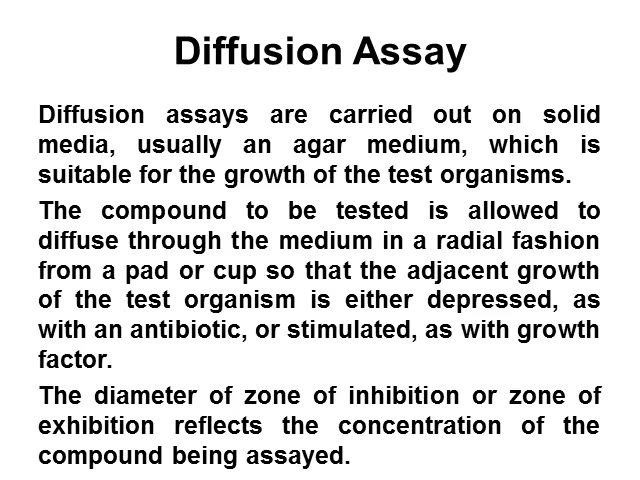 Diffusion Assay
Diffusion assays are carried out on solid
media, usually an agar medium, which is
suitable for the growth of the test organisms.
The compound to be tested is allowed to
diffuse through the medium in a radial fashion
from a pad or cup so that the adjacent growth
of the test organism is either depressed, as
with an antibiotic, or stimulated, as with growth
factor.
The diameter of zone of inhibition or zone of
exhibition reflects the concentration of the
compound being assayed.